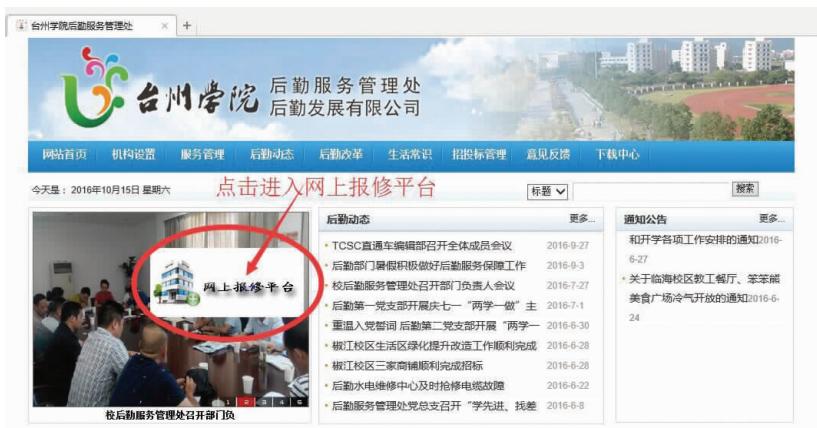 台州学院后勤服务管理处 × +
台州学院 后勤服务管理处
后勤发展有限公司
网站首页 机构设置 服务管理 后勤动态 后勤改革 生活常识 招投标管理 意见反馈 下载中心
今天是：2016年10月15日 星期六
点击进入网上报修平台
标题
搜索
网上报修平台
1 2 3 4 5
校后勤服务管理处召开部门负
后勤动态 更多...
TCSC直通车编辑部召开全体成员会议 2016-9-27
后勤部门暑假积极做好后勤服务保障工作 2016-9-3
校后勤服务管理处召开部门负责人会议 2016-7-27
后勤第一党支部开展庆七一“两学一做”主 2016-7-1
重温入党誓词 后勤第二党支部开展“两学一 2016-6-30
椒江校区生活区绿化提升改造工作顺利完成 2016-6-28
椒江校区三家商铺顺利完成招标 2016-6-28
后勤水电维修中心及时抢修电缆故障 2016-6-22
后勤服务管理处党总支召开“学先进、找差 2016-6-8
通知公告 更多...
和开学各项工作安排的通知2016-
6-27
关于临海校区教工餐厅、笨笨熊
美食广场冷气开放的通知2016-6-
24